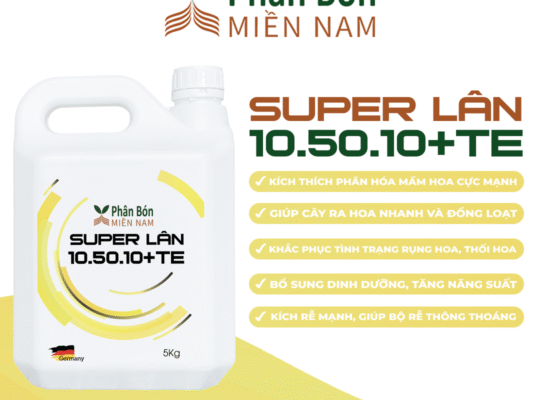 Phân Bón
MIỀN NAM
SUPER LÂN
10.50.10+TE
KÍCH THÍCH PHÂN HÓA MẦM HOA CỰC MẠNH
GIÚP CÂY RA HOA NHANH VÀ ĐỒNG LOẠT
KHẮC PHỤC TÌNH TRẠNG RỤNG HOA, THỐI HOA
BỔ SUNG DINH DƯỠNG, TĂNG NĂNG SUẤT
KÍCH RỄ MẠNH, GIÚP BỘ RỄ THÔNG THOÁNG
Phân Bón
MIỀN NAM
SUPER LÂN
10.50.10+TE
Germany
5Kg